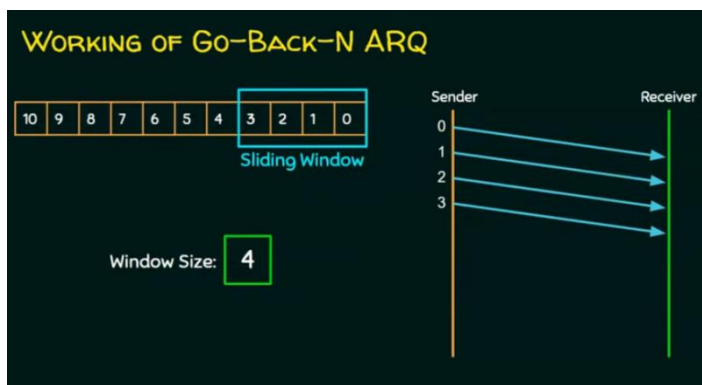 Working of Go-Back-N ARQ
10 9 8 7 6 5 4 3 2 1 0
Sliding Window
Window Size: 4
Sender Receiver
0
1
2
3